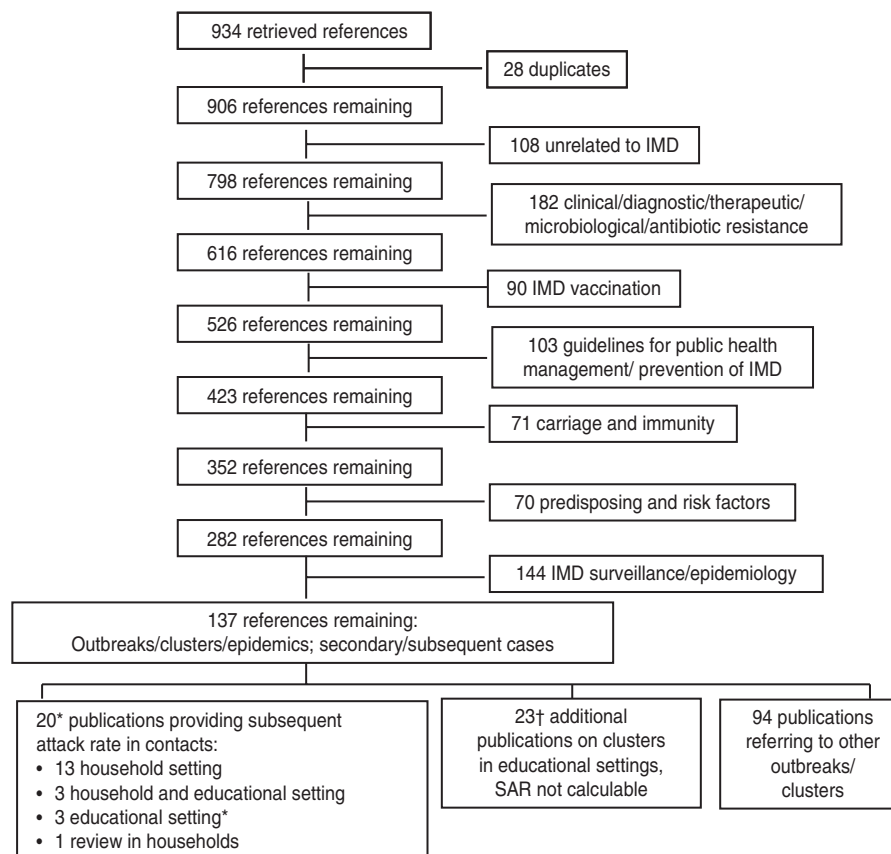 934 retrieved references
28 duplicates
906 references remaining
108 unrelated to IMD
798 references remaining
182 clinical/diagnostic/therapeutic/
microbiological/antibiotic resistance
616 references remaining
90 IMD vaccination
526 references remaining
103 guidelines for public health
management/ prevention of IMD
423 references remaining
71 carriage and immunity
352 references remaining
70 predisposing and risk factors
282 references remaining
144 IMD surveillance/epidemiology
137 references remaining:
Outbreaks/clusters/epidemics; secondary/subsequent cases
20* publications providing subsequent
attack rate in contacts:
• 13 household setting
• 3 household and educational setting
• 3 educational setting*
• 1 review in households
23† additional
publications on clusters
in educational settings,
SAR not calculable
94 publications
referring to other
outbreaks/
clusters